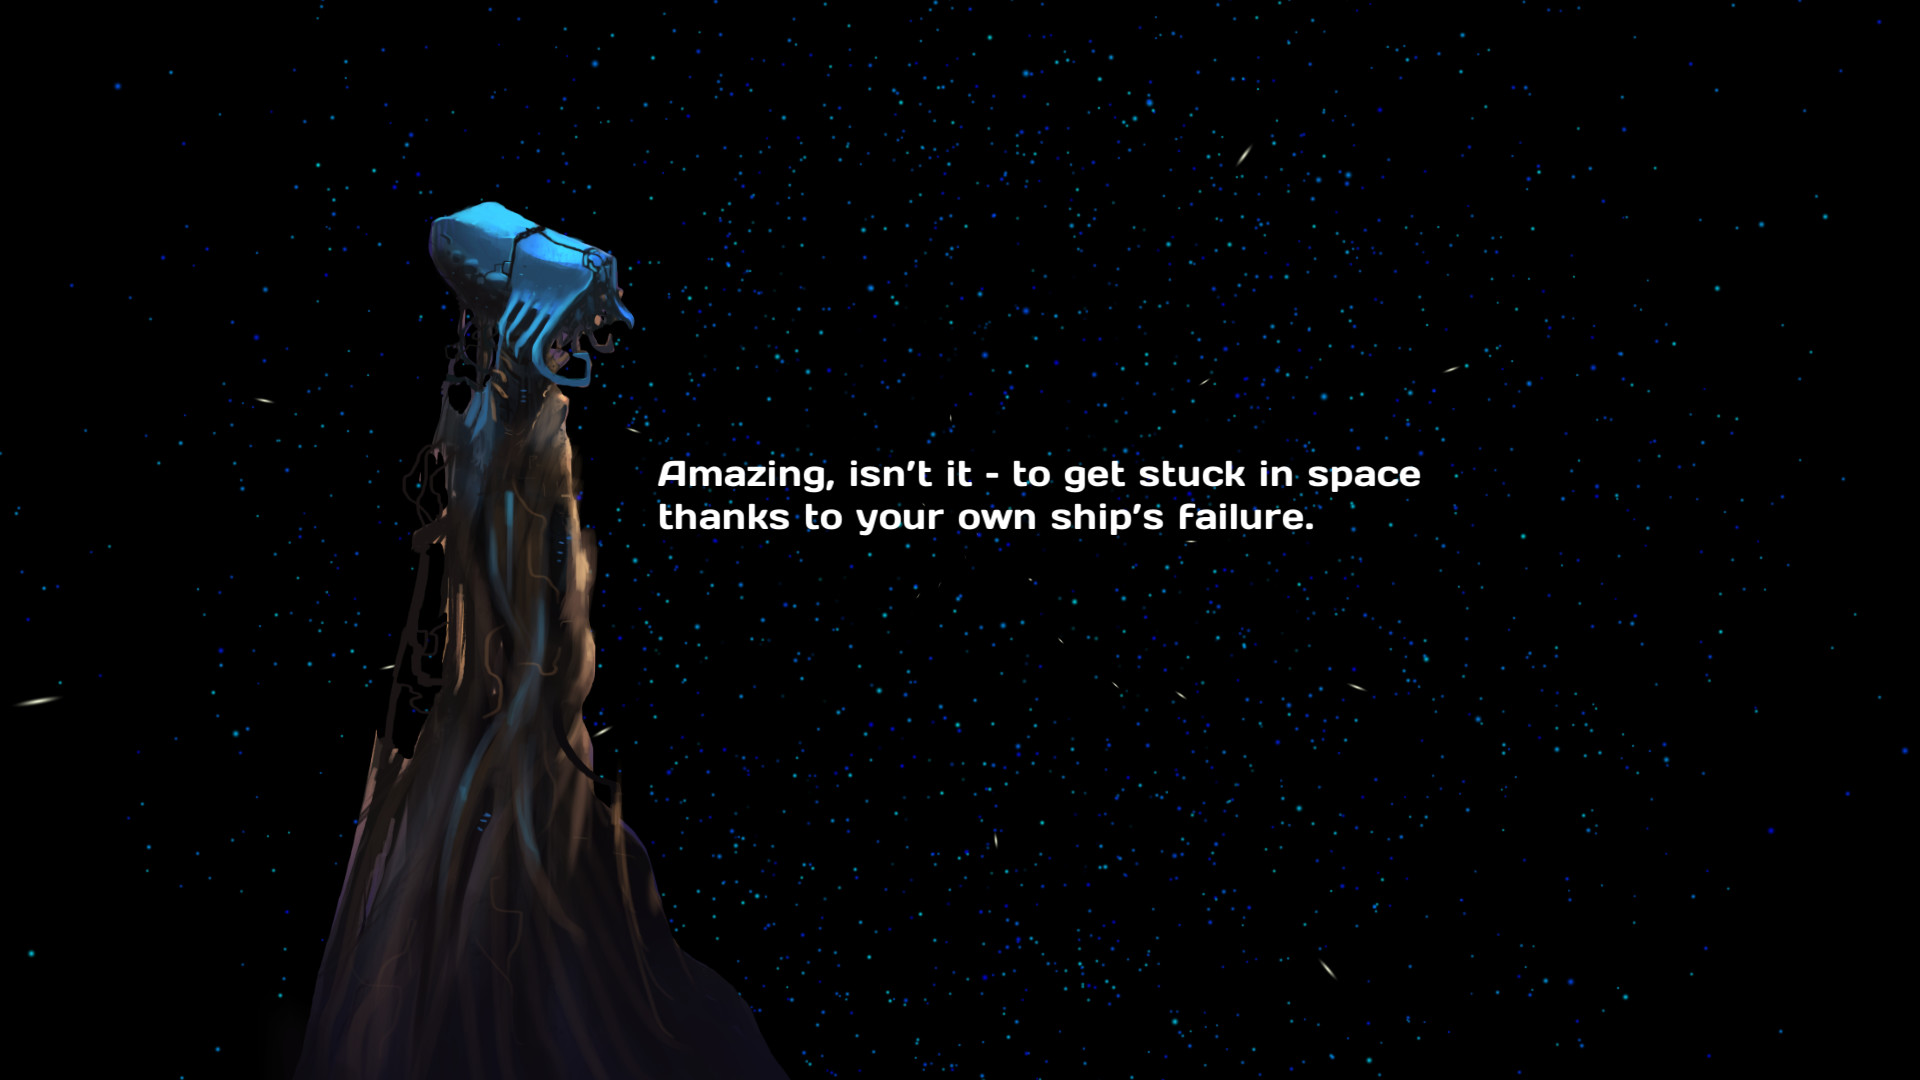 Amazing, isn't it - to get stuck in space
thanks to your own ship's failure.